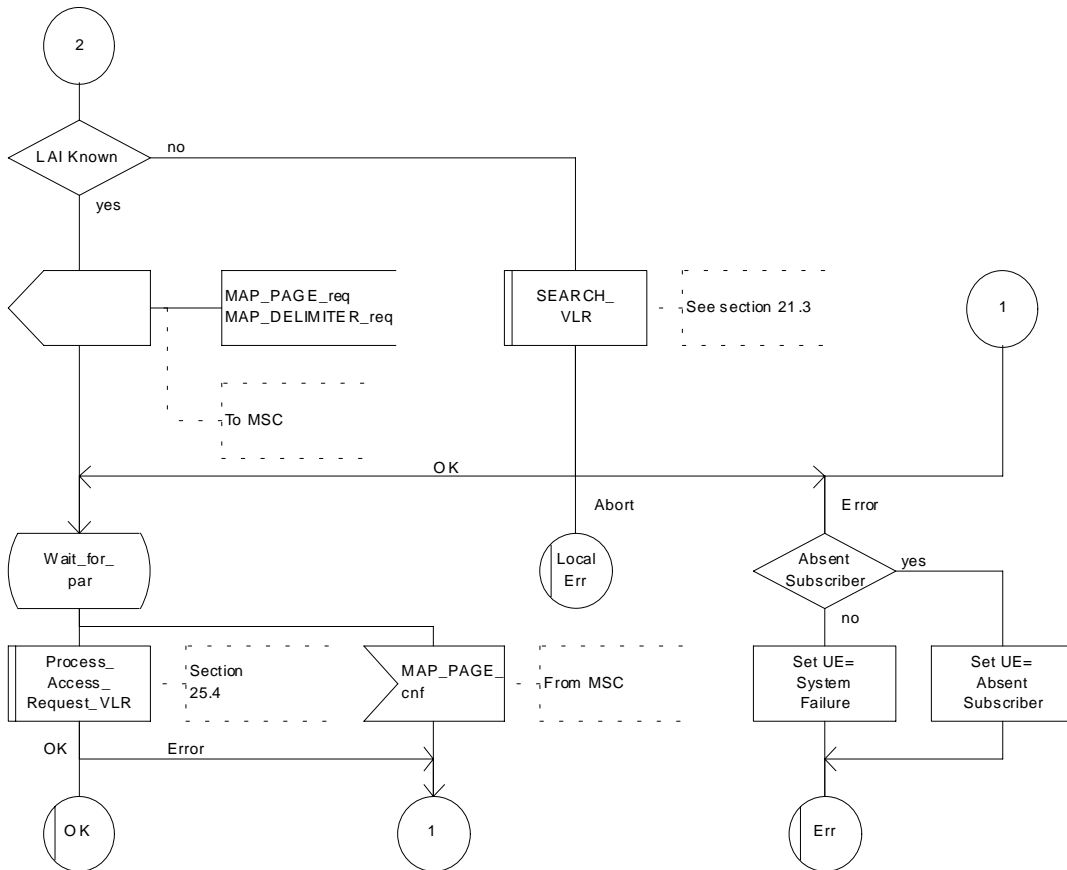 2
LAI Known
no
yes
MAP_PAGE_req
MAP_DELIMITER_req
SEARCH_
VLR
See section 21.3
1
To MSC
OK
Abort
Error
Wait_for_
par
Local
Err
Absent
Subscriber
yes
no
Process_
Access_
Request_VLR
Section
25.4
MAP_PAGE_
cnf
From MSC
Set UE=
System
Failure
Set UE=
Absent
Subscriber
OK
Error
OK
1
Err